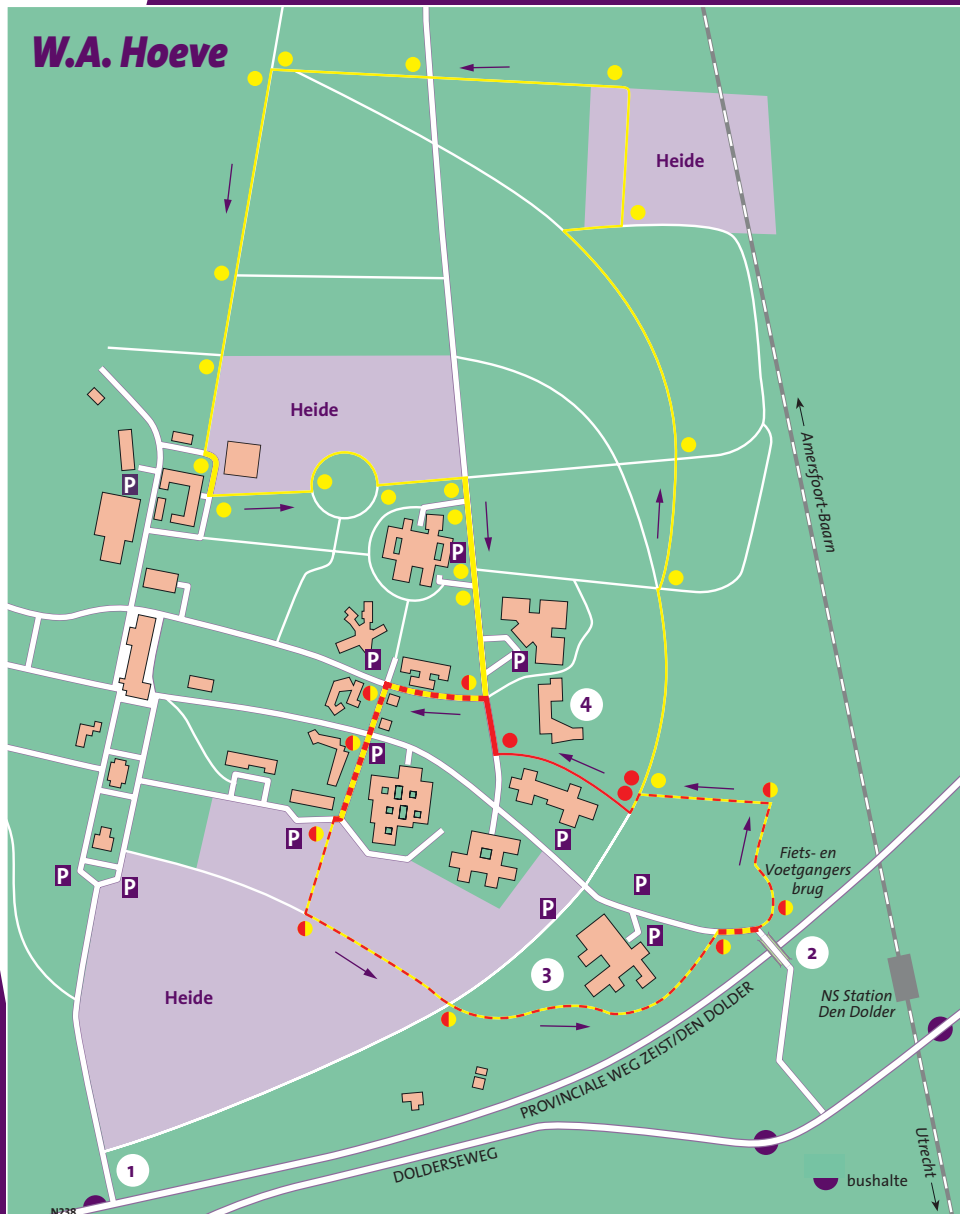 W.A. Hoeve
Heide
Heide
Amersfoort-Baarn
P
P
P
P
4
P
P
Fiets- en
Voetgangers
brug
P
P
P
P
P
P
2
3
Heide
NS Station
Den Dolder
PROVINCIALE WEG ZEIST/DEN DOLDER
DOLDERSEWEG
1
Utrecht
bushalte
N238